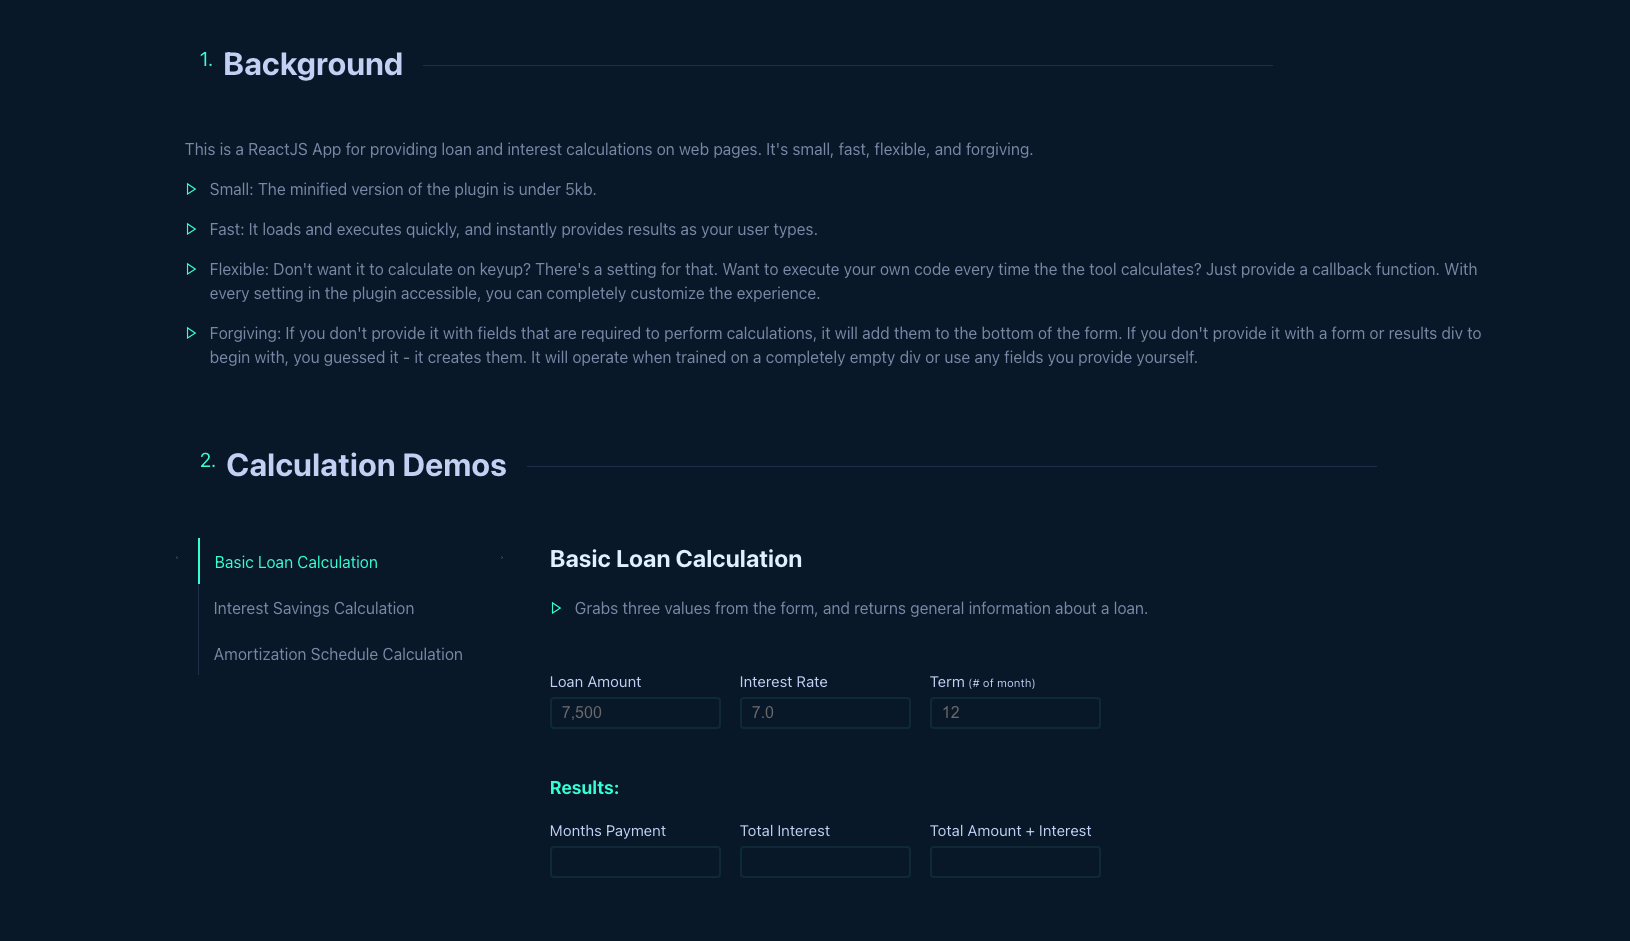 1. Background
This is a ReactJS App for providing loan and interest calculations on web pages. It's small, fast, flexible, and forgiving.
Small: The minified version of the plugin is under 5kb.
Fast: It loads and executes quickly, and instantly provides results as your user types.
Flexible: Don't want it to calculate on keyup? There's a setting for that. Want to execute your own code every time the the tool calculates? Just provide a callback function. With
every setting in the plugin accessible, you can completely customize the experience.
Forgiving: If you don't provide it with fields that are required to perform calculations, it will add them to the bottom of the form. If you don't provide it with a form or results div to
begin with, you guessed it - it creates them. It will operate when trained on a completely empty div or use any fields you provide yourself.
2. Calculation Demos
Basic Loan Calculation
Interest Savings Calculation
Amortization Schedule Calculation
Basic Loan Calculation
Grabs three values from the form, and returns general information about a loan.
Loan Amount Interest Rate Term (# of month)
7,500 7.0 12
Results:
Months Payment Total Interest Total Amount + Interest